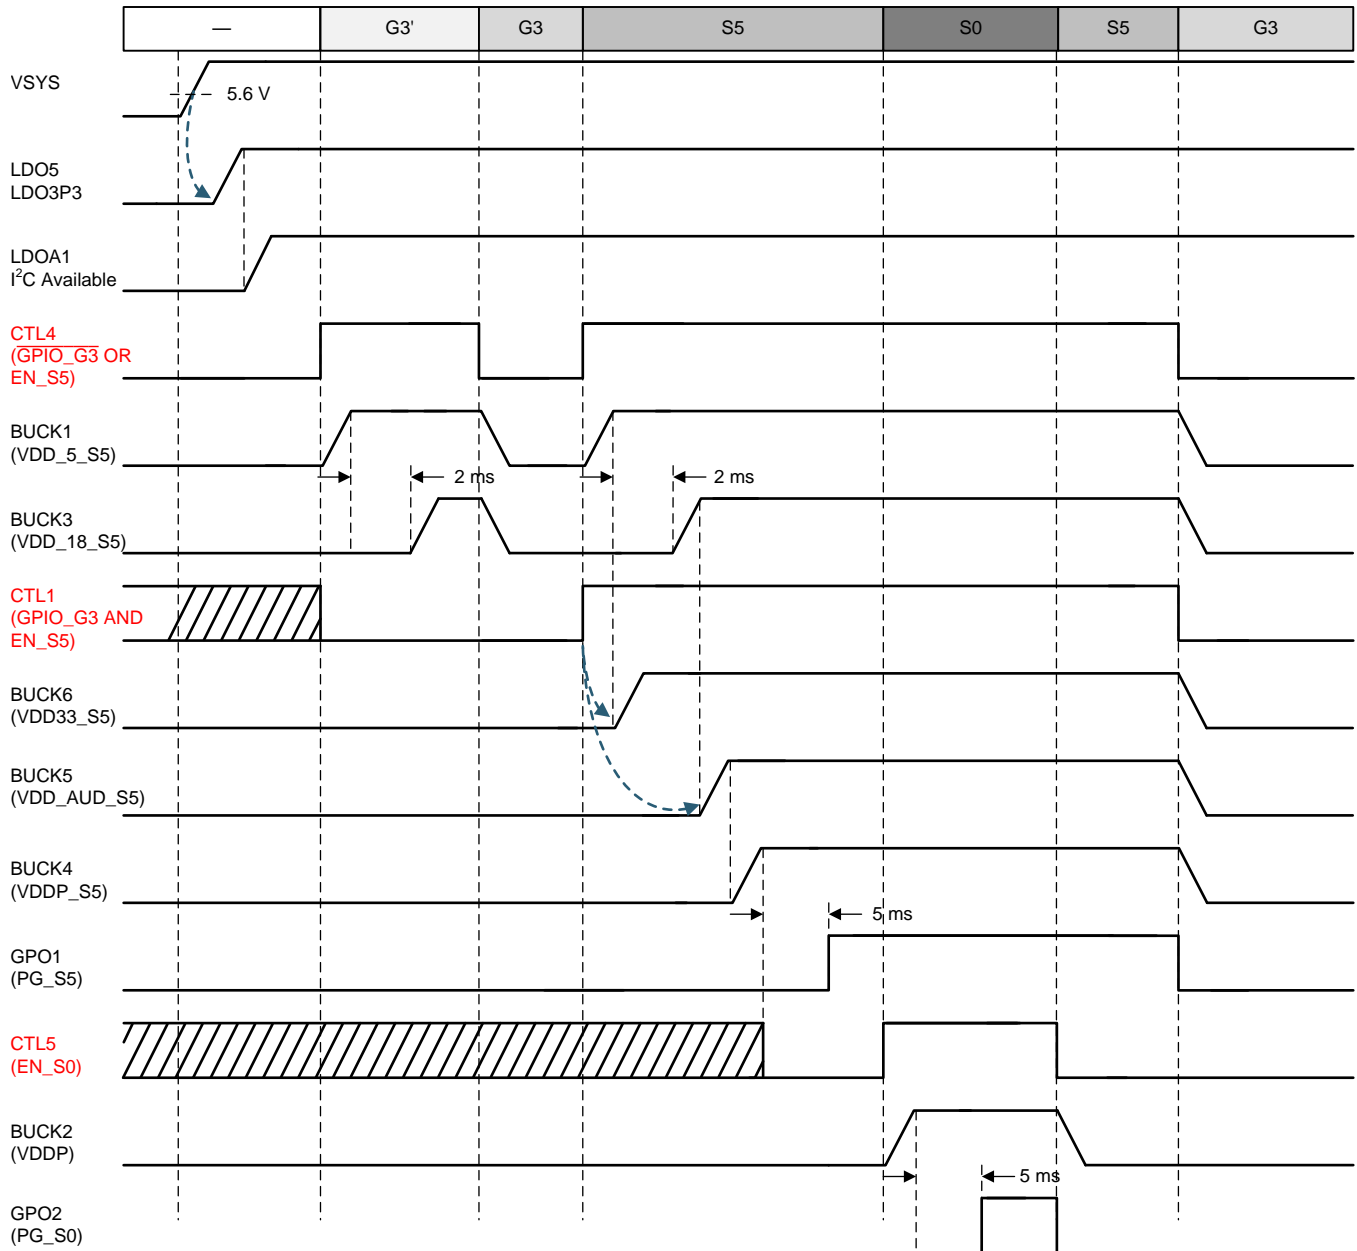 — G3' G3 S5 S0 S5 G3
VSYS
5.6 V
LDO5
LDO3P3
LDOA1
I²C Available
CTL4
(GPIO_G3 OR
EN_S5)
BUCK1
(VDD_5_S5)
2 ms 2 ms
BUCK3
(VDD_18_S5)
CTL1
(GPIO_G3 AND
EN_S5)
BUCK6
(VDD33_S5)
BUCK5
(VDD_AUD_S5)
BUCK4
(VDDP_S5)
5 ms
GPO1
(PG_S5)
CTL5
(EN_S0)
BUCK2
(VDDP)
5 ms
GPO2
(PG_S0)